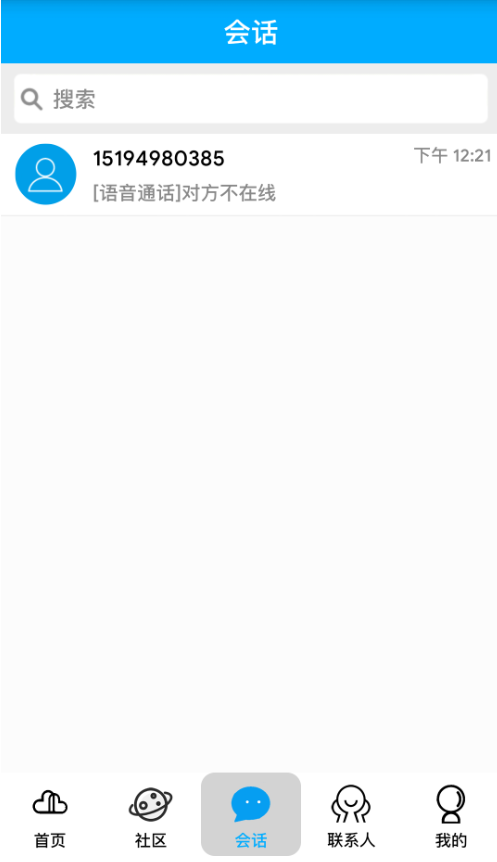 会话
搜索
15194980385
下午 12:21
[语音通话]对方不在线
首页
社区
会话
联系人
我的